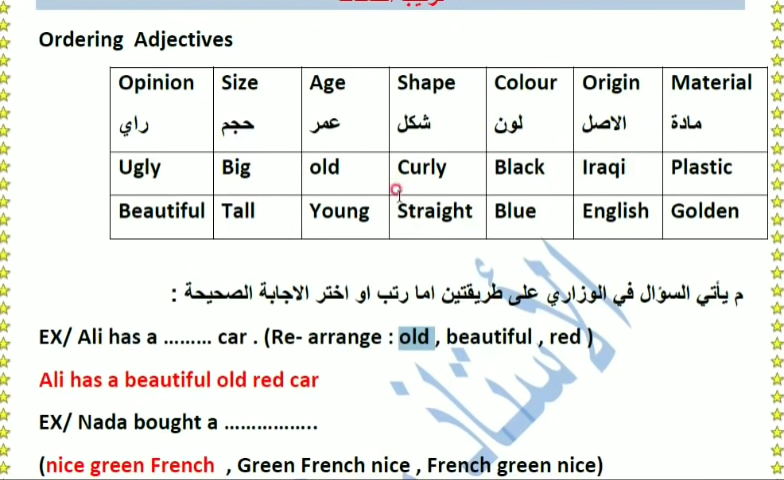 Ordering Adjectives
Opinion Size Age Shape Colour Origin Material
راي حجم عمر شكل لون الاصل مادة
Ugly Big old Curly Black Iraqi Plastic
Beautiful Tall Young Straight Blue English Golden
م يأتي السؤال في الوزاري على طريقتين اما رتب او اختر الاجابة الصحيحة :
EX/ Ali has a ......... car . (Re- arrange : old , beautiful , red )
Ali has a beautiful old red car
EX/ Nada bought a ................
(nice green French , Green French nice , French green nice)